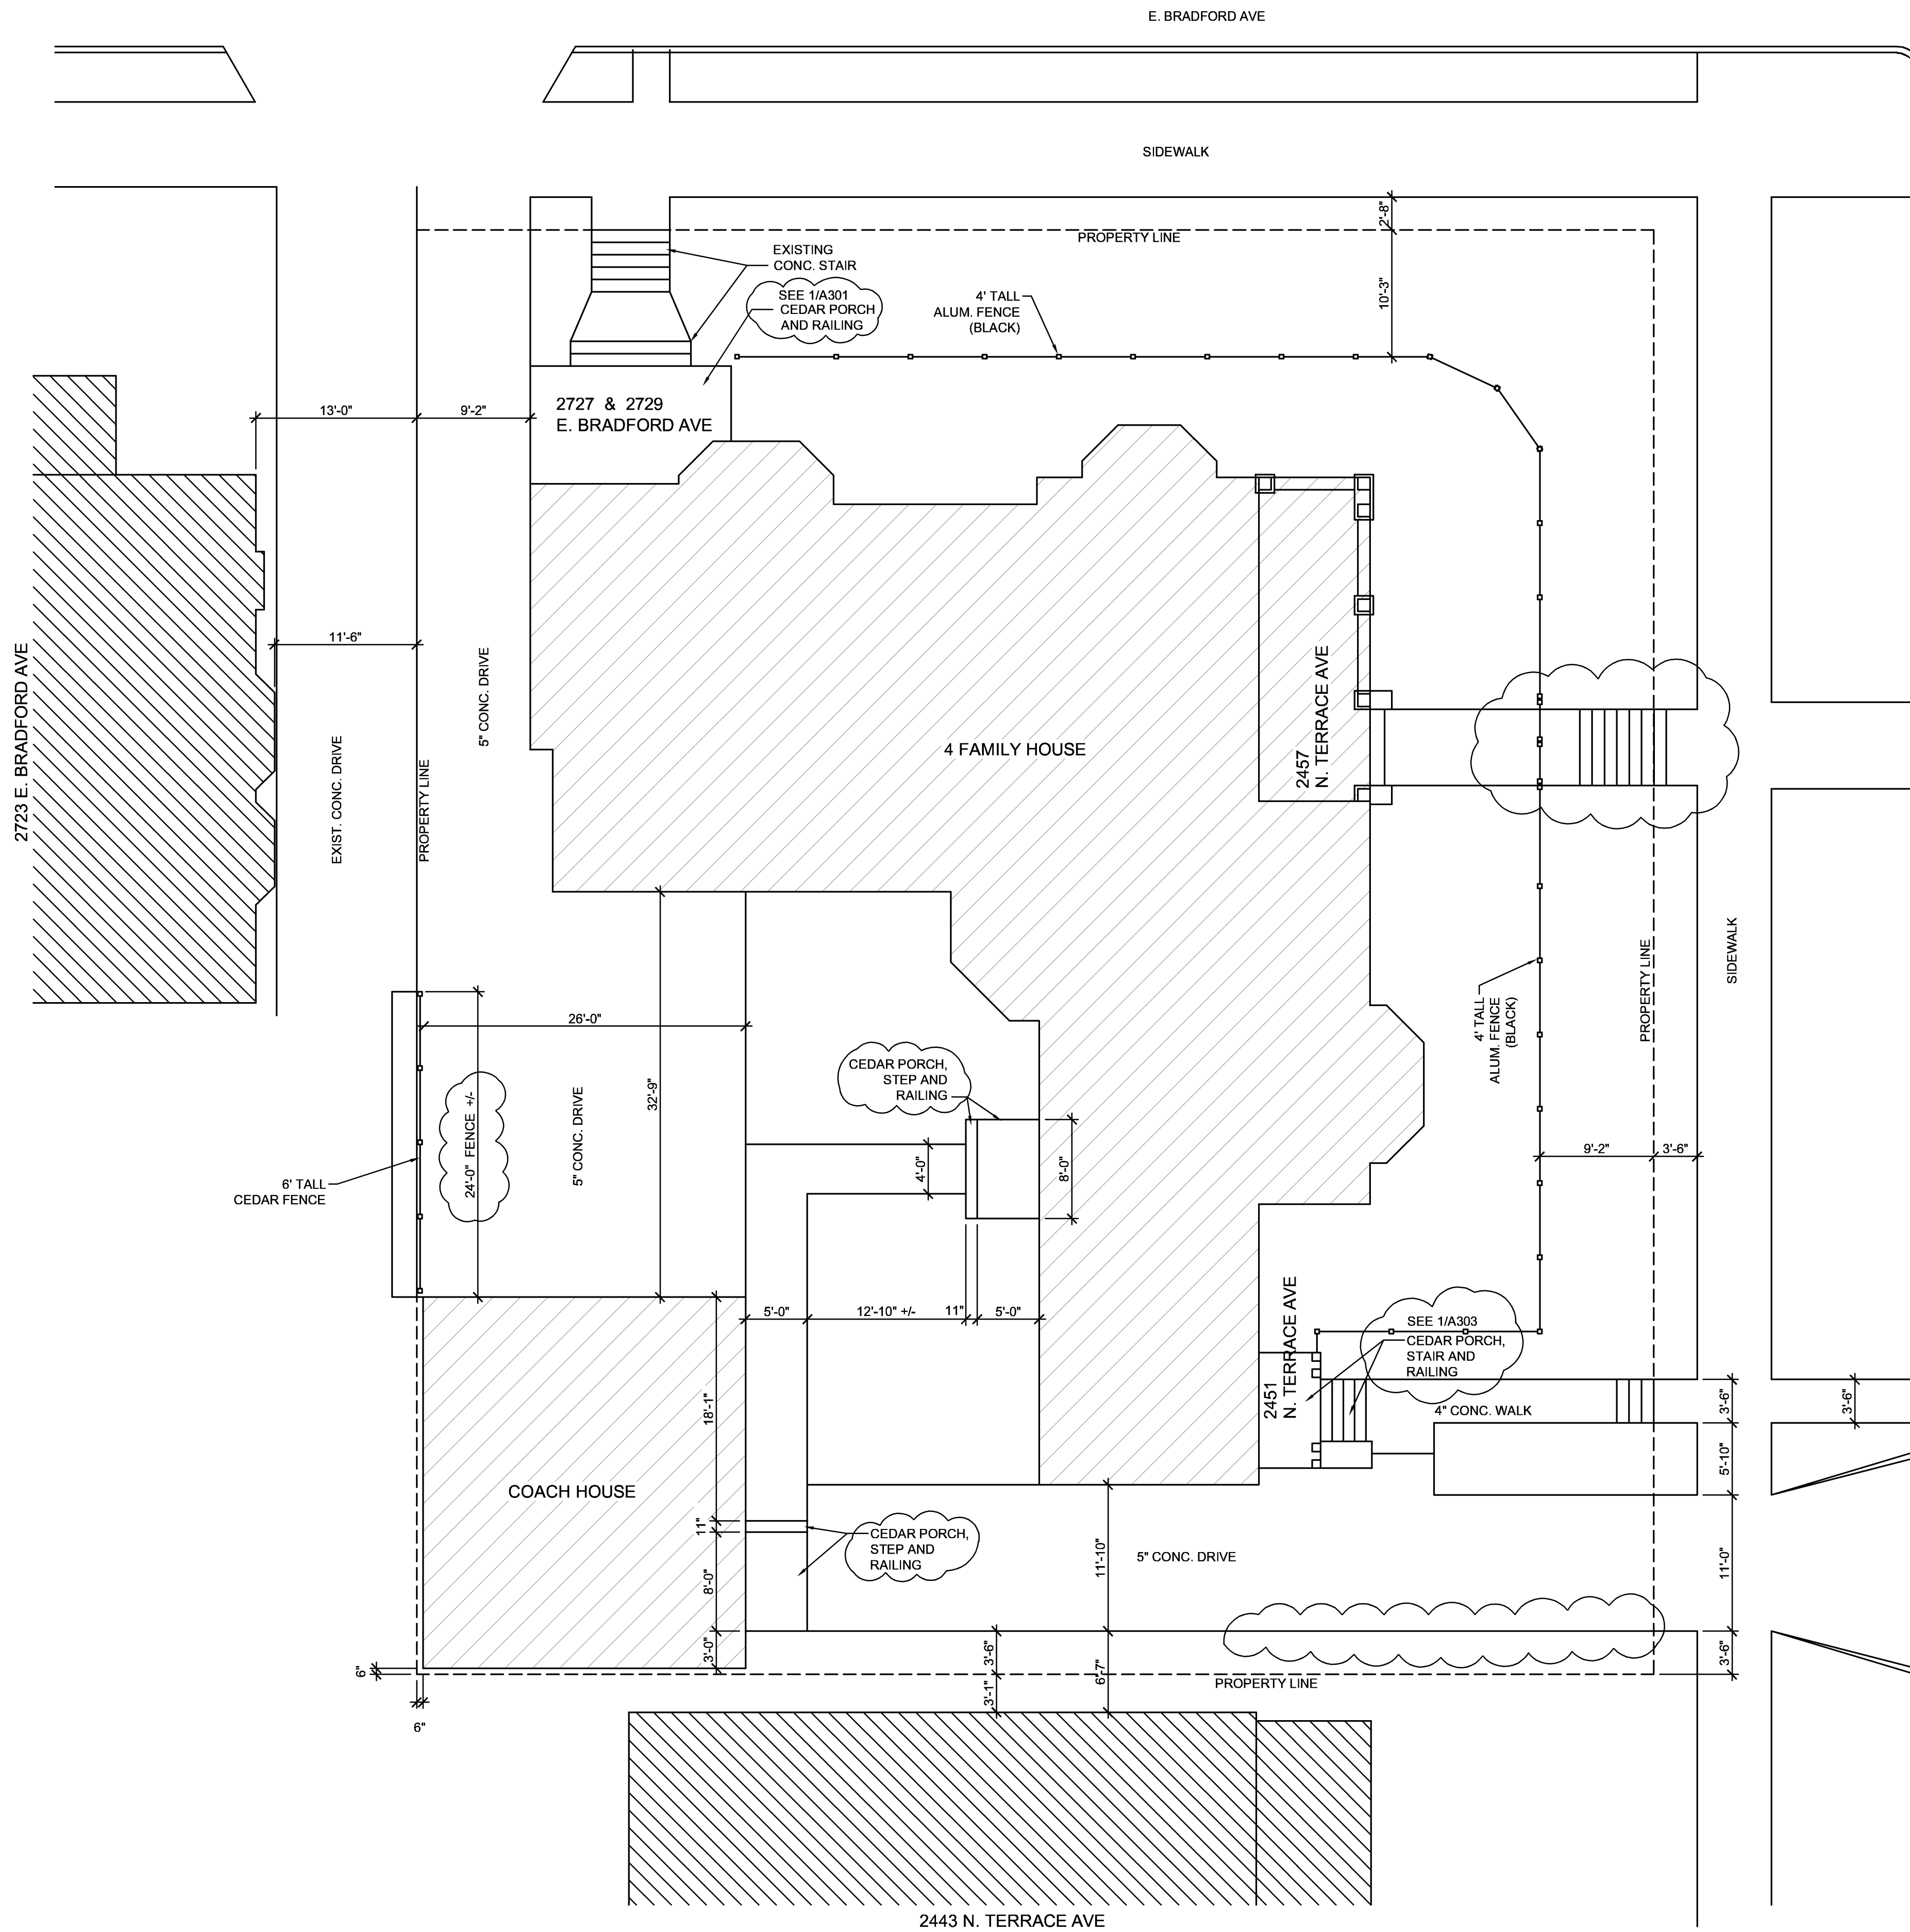 E. BRADFORD AVE
SIDEWALK
2'-8"
PROPERTY LINE
EXISTING
CONC. STAIR
SEE 1/A301
CEDAR PORCH
AND RAILING
4' TALL
ALUM. FENCE
(BLACK)
10'-3"
2727 & 2729
E. BRADFORD AVE
13'-0"
9'-2"
11'-6"
2723 E. BRADFORD AVE
EXIST. CONC. DRIVE
PROPERTY LINE
5" CONC. DRIVE
4 FAMILY HOUSE
2457
N. TERRACE AVE
SIDEWALK
PROPERTY LINE
4' TALL
ALUM. FENCE
(BLACK)
26'-0"
32'-9"
24'-0" FENCE +/-
5" CONC. DRIVE
6' TALL
CEDAR FENCE
CEDAR PORCH,
STEP AND
RAILING
4'-0"
8'-0"
9'-2"
3'-6"
5'-0"
12'-10" +/-
11"
5'-0"
2451
N. TERRACE AVE
SEE 1/A303
CEDAR PORCH,
STAIR AND
RAILING
4" CONC. WALK
3'-6"
3'-6"
5'-10"
18'-1"
COACH HOUSE
11"
8'-0"
3'-0"
CEDAR PORCH,
STEP AND
RAILING
11'-10"
5" CONC. DRIVE
11'-0"
3'-6"
3'-6"
6'-7"
3'-1"
PROPERTY LINE
6"
6"
2443 N. TERRACE AVE